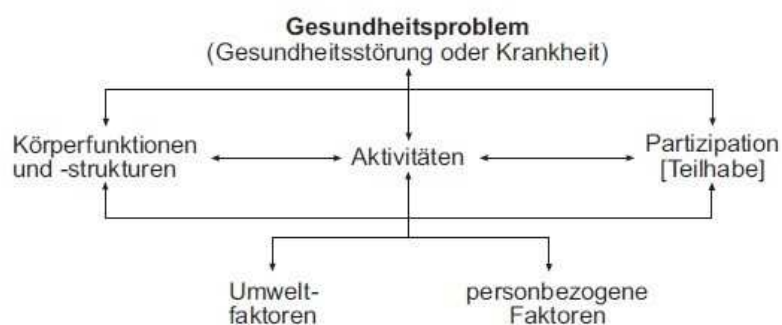 Gesundheitsproblem
(Gesundheitsstörung oder Krankheit)
Körperfunktionen
und -strukturen
Aktivitäten
Partizipation
[Teilhabe]
Umwelt-
faktoren
personbezogene
Faktoren